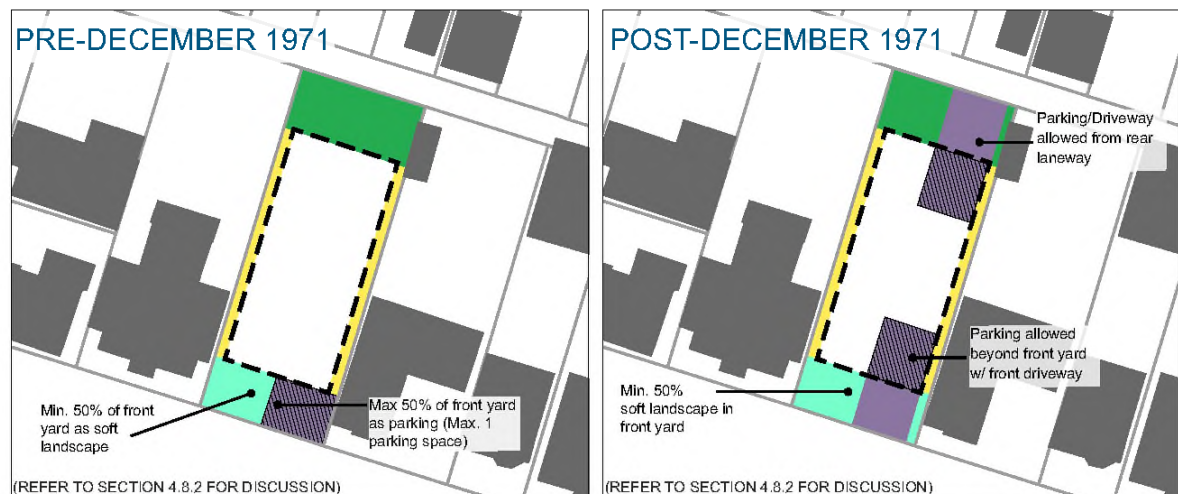 PRE-DECEMBER 1971
Min. 50% of front
yard as soft
landscape
Max 50% of front yard
as parking (Max. 1
parking space)
(REFER TO SECTION 4.8.2 FOR DISCUSSION)
POST-DECEMBER 1971
Parking/Driveway
allowed from rear
laneway
Parking allowed
beyond front yard
w/ front driveway
Min. 50%
soft landscape in
front yard
(REFER TO SECTION 4.8.2 FOR DISCUSSION)